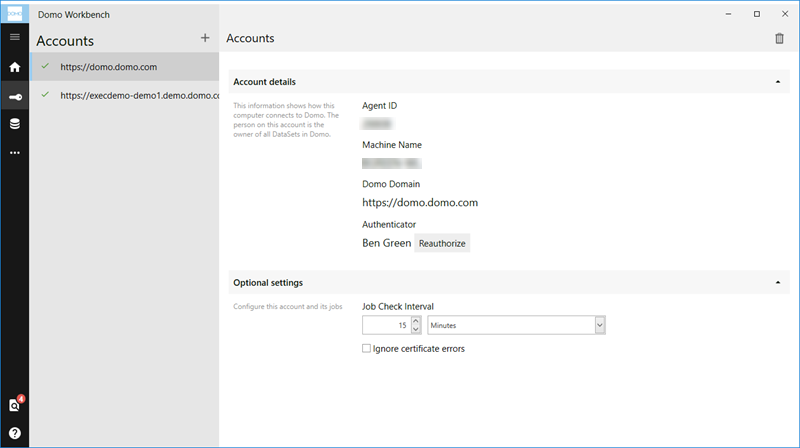 DOMO
Domo Workbench
Accounts
https://domo.domo.com
https://execdemo-demo1.demo.domo.co
4
Accounts
Account details
This information shows how this
computer connects to Domo. The
person on this account is the
owner of all DataSets in Domo.
Agent ID
Machine Name
Domo Domain
https://domo.domo.com
Authenticator
Ben Green Reauthorize
Optional settings
Configure this account and its jobs
Job Check Interval
15 Minutes
Ignore certificate errors